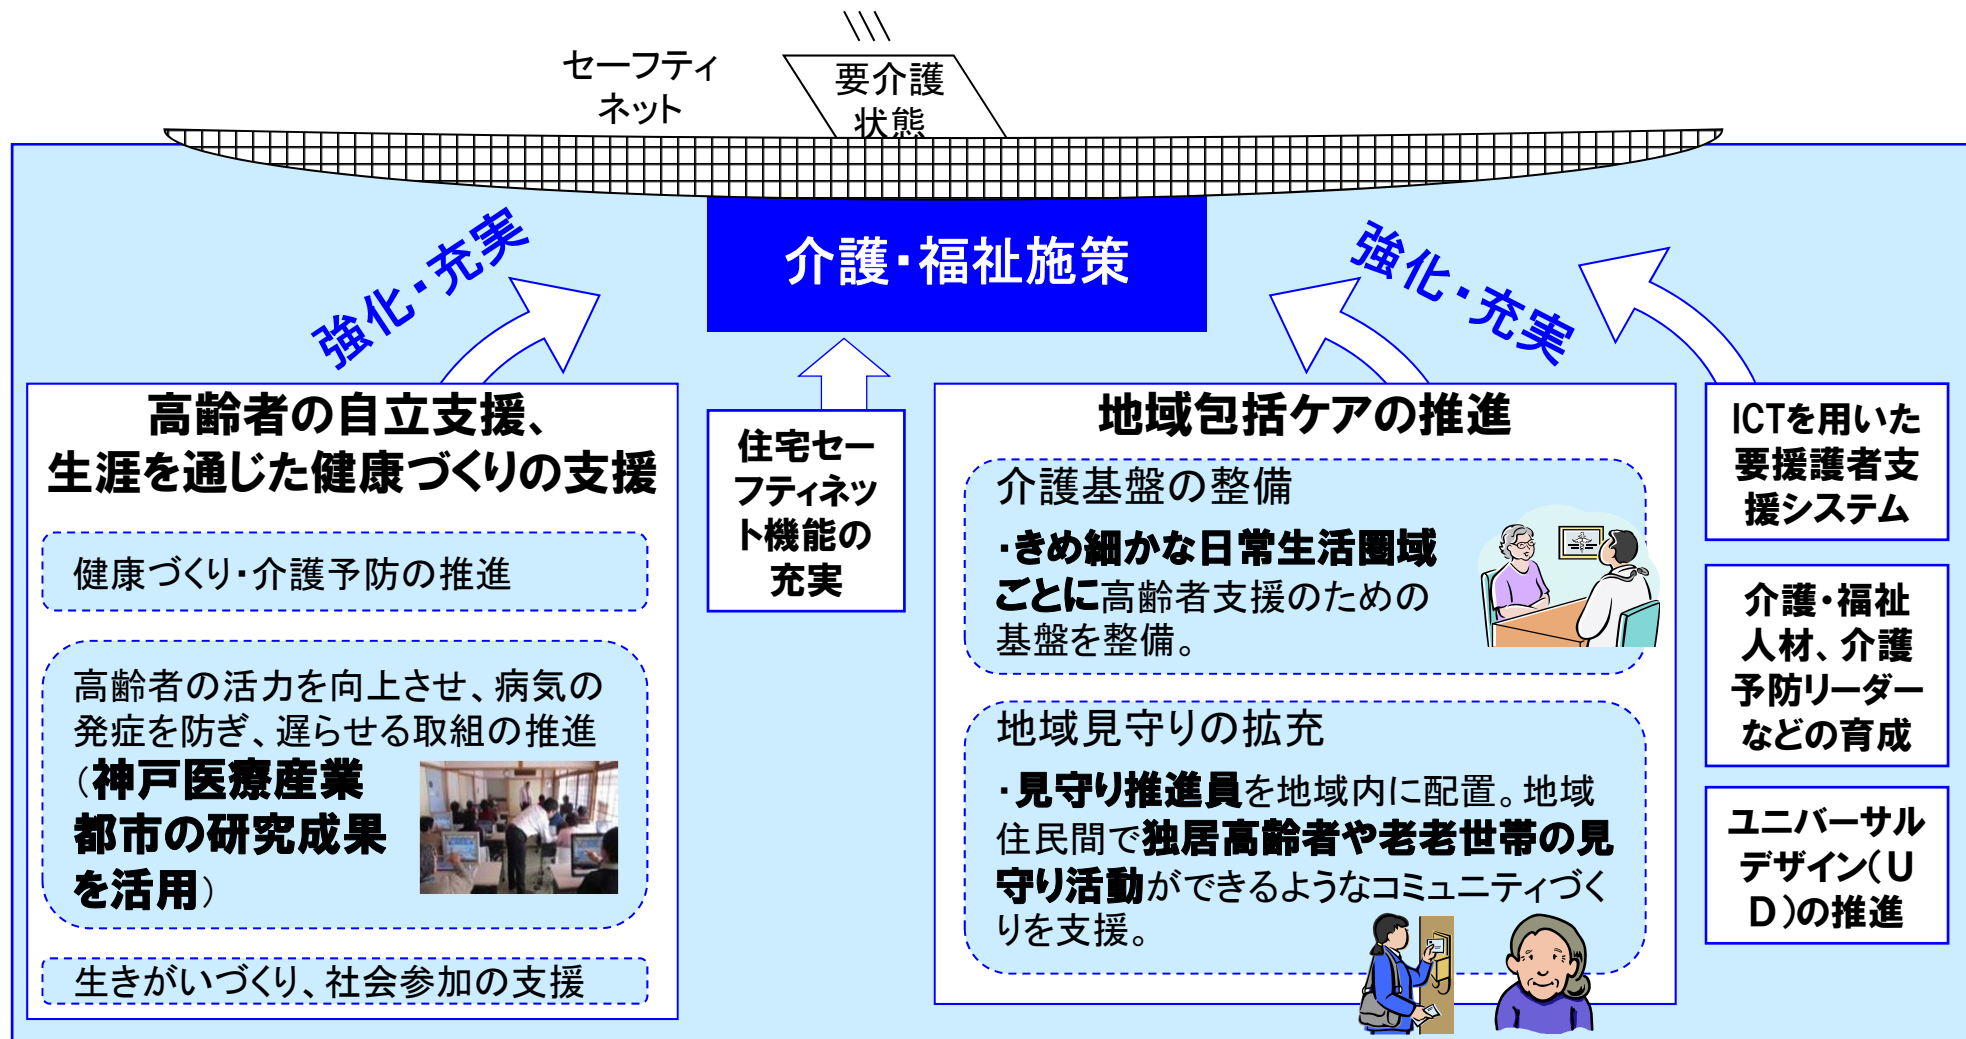 セーフティ
ネット
要介護
状態
介護・福祉施策
強化・充実
強化・充実
高齢者の自立支援、
生涯を通じた健康づくりの支援
健康づくり・介護予防の推進
高齢者の活力を向上させ、病気の
発症を防ぎ、遅らせる取組の推進
（神戸医療産業
都市の研究成果
を活用）
生きがいづくり、社会参加の支援
住宅セー
フティネッ
ト機能の
充実
地域包括ケアの推進
介護基盤の整備
・きめ細かな日常生活圏域
ごとに高齢者支援のための
基盤を整備。
地域見守りの拡充
・見守り推進員を地域内に配置。地域
住民間で独居高齢者や老老世帯の見
守り活動ができるようなコミュニティづく
りを支援。
ICTを用いた
要援護者支
援システム
介護・福祉
人材、介護
予防リーダー
などの育成
ユニバーサル
デザイン（U
D）の推進